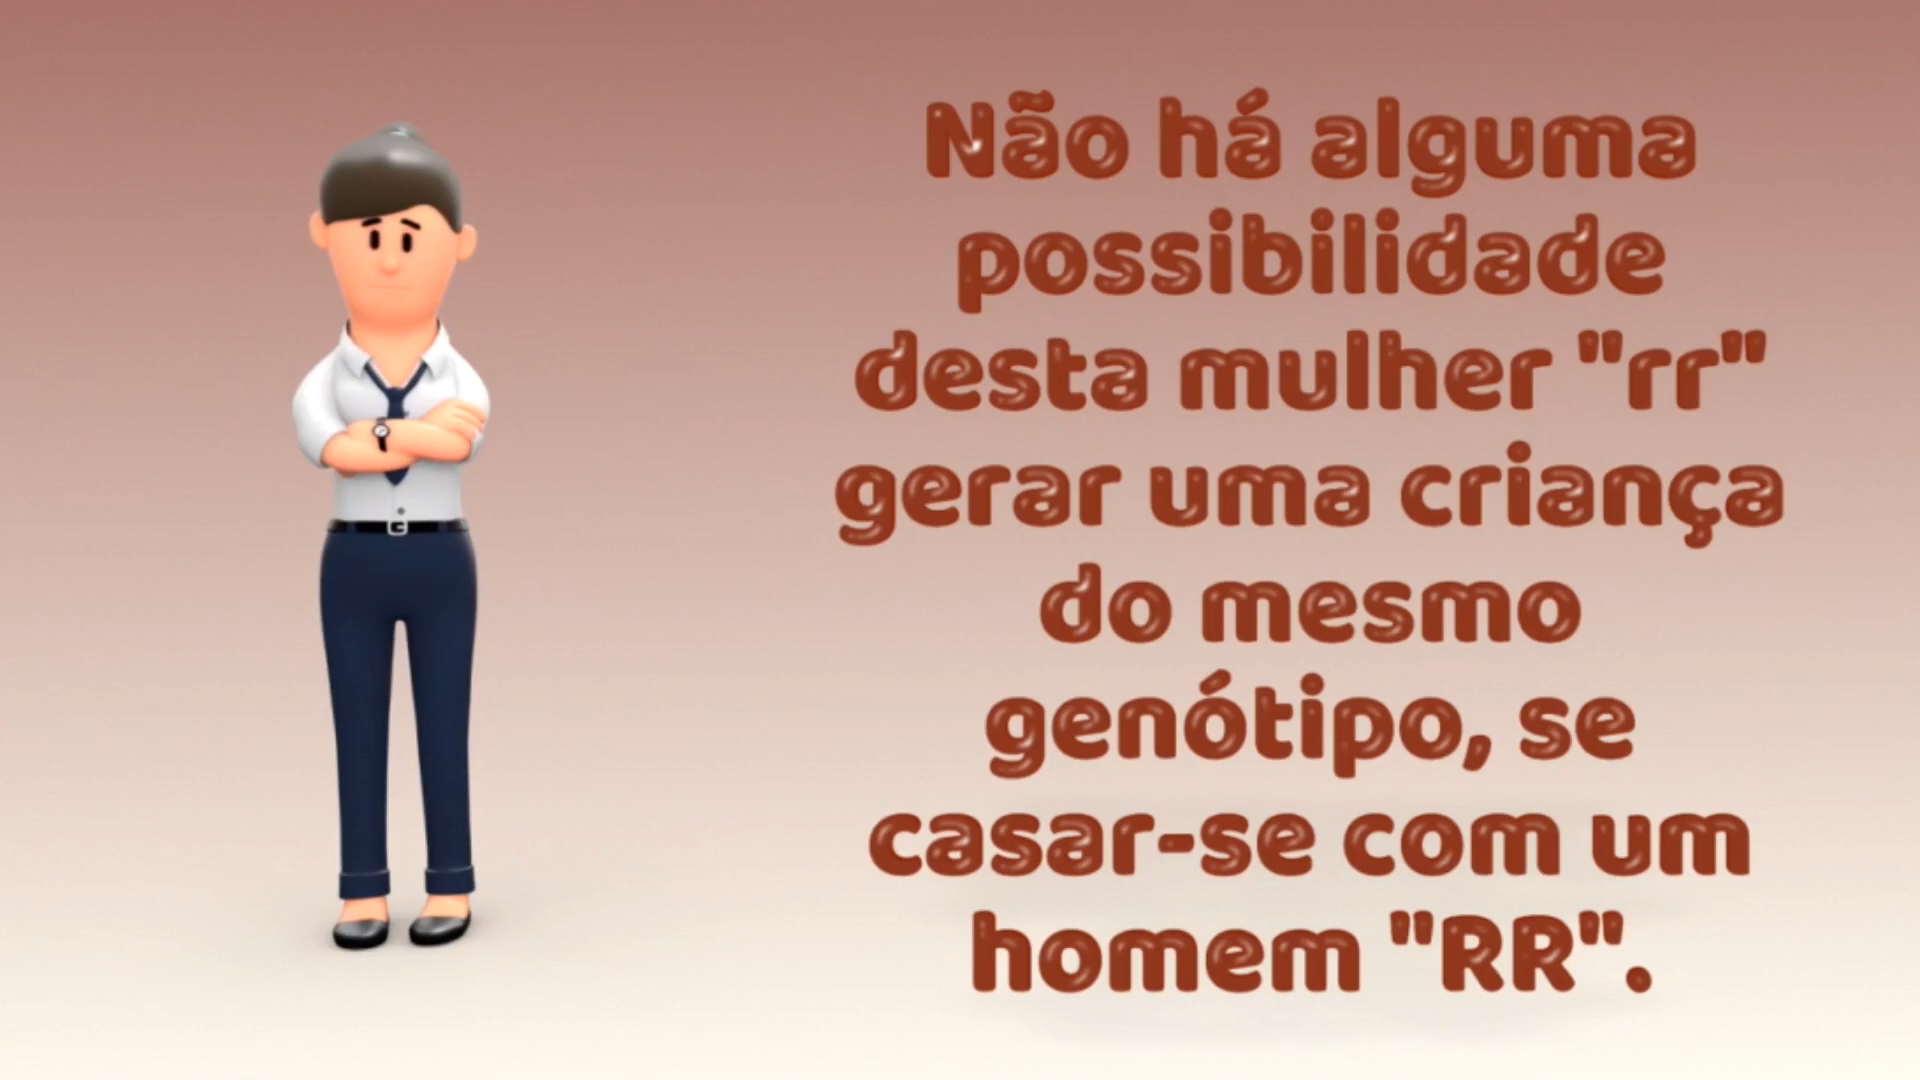 Não há alguma
possibilidade
desta mulher "rr"
gerar uma criança
do mesmo
genótipo, se
casar-se com um
homem "RR".